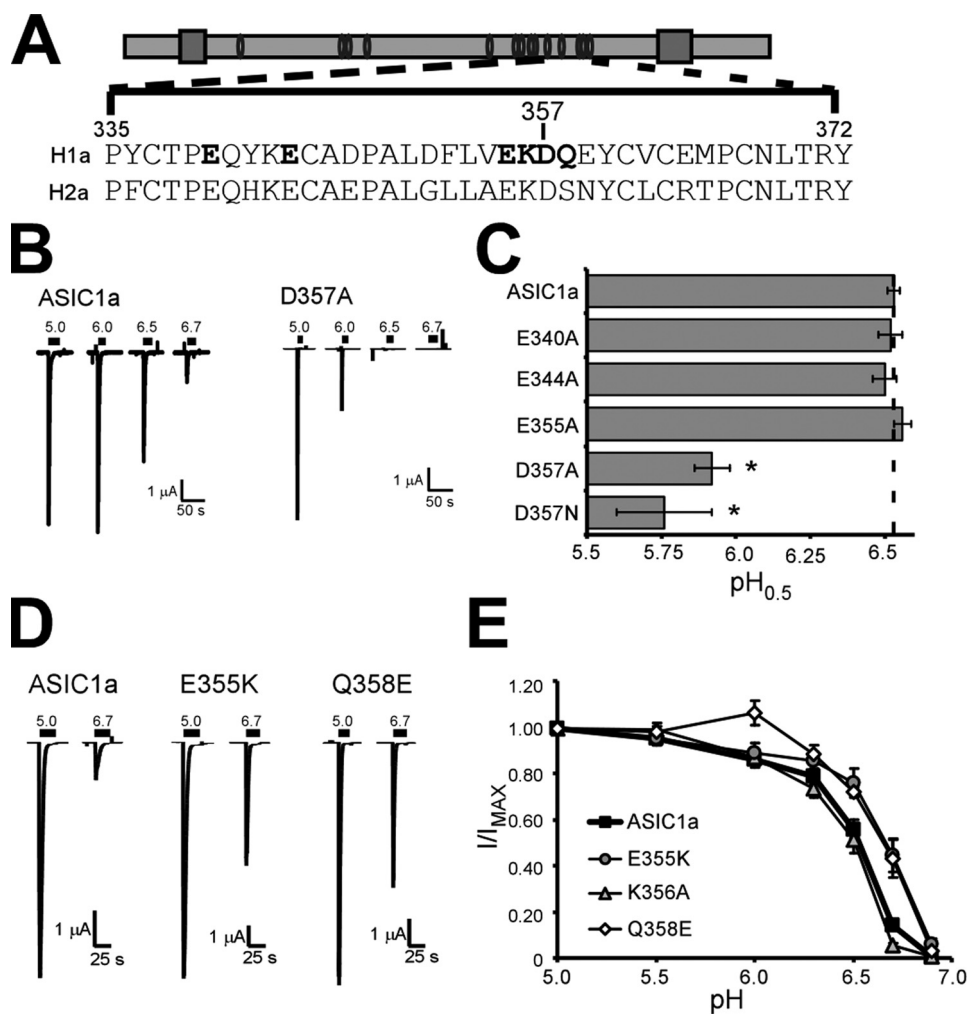 A
335
357
372
H1a PYCTPEQYKECADPALDFLVEKDQEYCVCEMPCNLTRY
H2a PFCTPEQHKECAEPALGLLAEKDSNYCLCRTPCNLTRY
B
ASIC1a
5.0 6.0 6.5 6.7
1 µA
50 s
D357A
5.0 6.0 6.5 6.7
1 µA
50 s
C
ASIC1a
E340A
E344A
E355A
D357A *
D357N *
5.5 5.75 6.0 6.25 6.5
pH0.5
D
ASIC1a
5.0 6.7
1 µA
25 s
E355K
5.0 6.7
1 µA
25 s
Q358E
5.0 6.7
1 µA
25 s
E
I/IMAX
1.20
1.00
0.80
0.60
0.40
0.20
0
ASIC1a
E355K
K356A
Q358E
5.0 5.5 6.0 6.5 7.0
pH